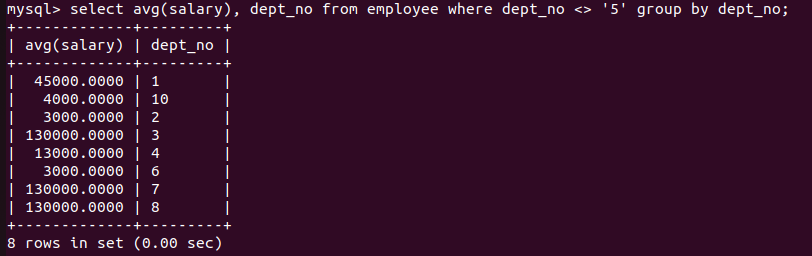 mysql> select avg(salary), dept_no from employee where dept_no <> '5' group by dept_no;
+-------------+---------+
| avg(salary) | dept_no |
+-------------+---------+
|  45000.0000 | 1       |
|   4000.0000 | 10      |
|   3000.0000 | 2       |
| 130000.0000 | 3       |
|  13000.0000 | 4       |
|   3000.0000 | 6       |
| 130000.0000 | 7       |
| 130000.0000 | 8       |
+-------------+---------+
8 rows in set (0.00 sec)